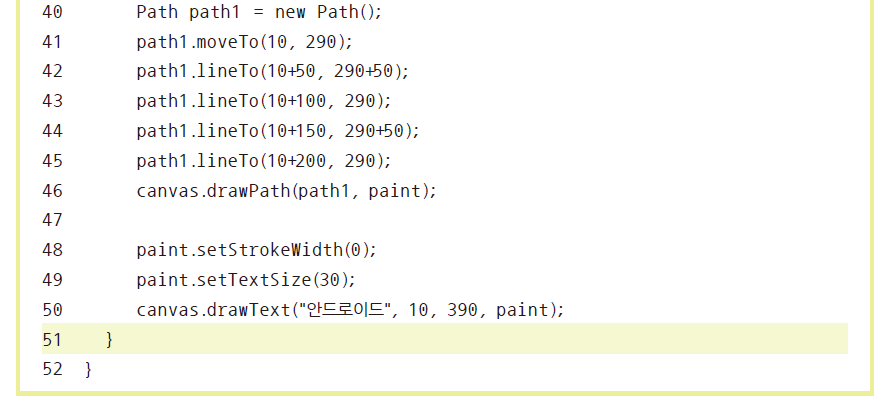 40 Path path1 = new Path();
41 path1.moveTo(10, 290);
42 path1.lineTo(10+50, 290+50);
43 path1.lineTo(10+100, 290);
44 path1.lineTo(10+150, 290+50);
45 path1.lineTo(10+200, 290);
46 canvas.drawPath(path1, paint);
47
48 paint.setStrokeWidth(0);
49 paint.setTextSize(30);
50 canvas.drawText("안드로이드", 10, 390, paint);
51 }
52 }